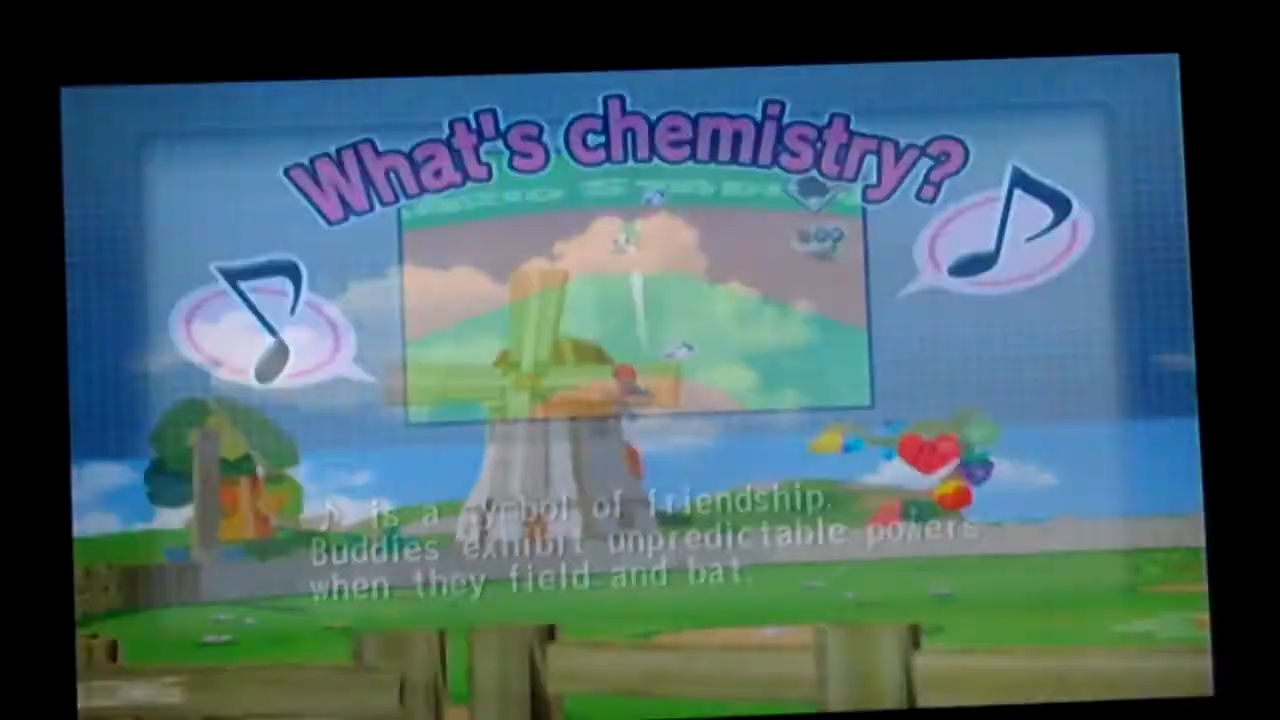 What's chemistry?
♪ is a symbol of friendship.
Buddies exhibit unpredictable powers
when they field and bat.